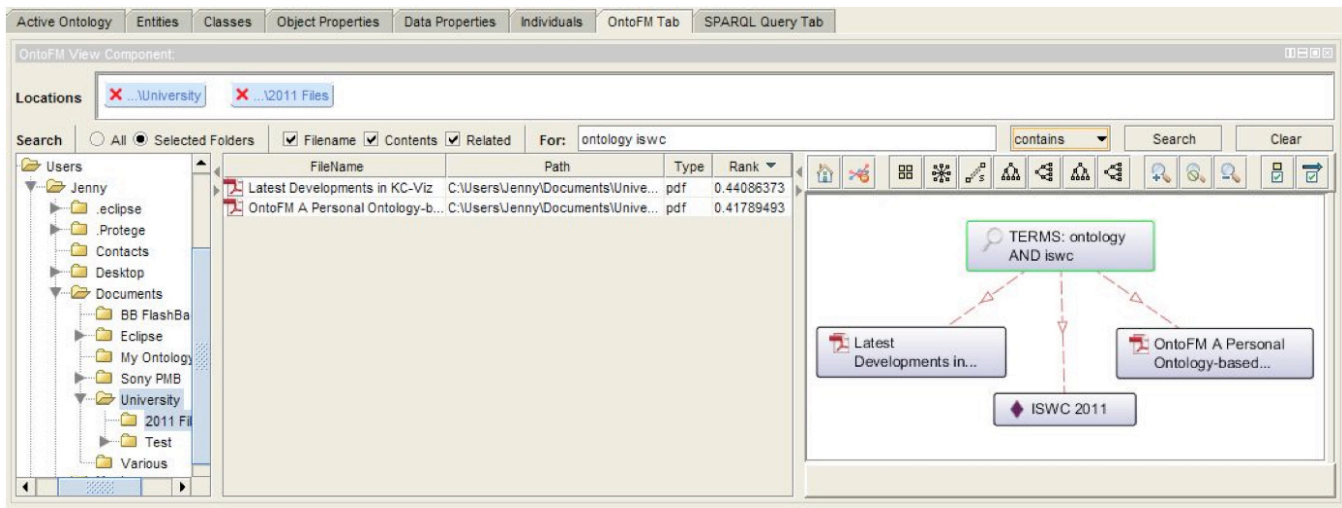 Active Ontology Entities Classes Object Properties Data Properties Individuals OntoFM Tab SPARQL Query Tab
OntoFM View Component:
Locations ...\University ...\2011 Files
Search All Selected Folders Filename Contents Related For: ontology iswc contains Search Clear
Users
Jenny
.eclipse
.Protege
Contacts
Desktop
Documents
BB FlashBa
Eclipse
My Ontology
Sony PMB
University
2011 Fil
Test
Various
FileName Path Type Rank
Latest Developments in KC-Viz C:\Users\Jenny\Documents\Unive... pdf 0.44086373
OntoFM A Personal Ontology-b... C:\Users\Jenny\Documents\Unive... pdf 0.41789493
TERMS: ontology
AND iswc
Latest
Developments in...
OntoFM A Personal
Ontology-based...
ISWC 2011